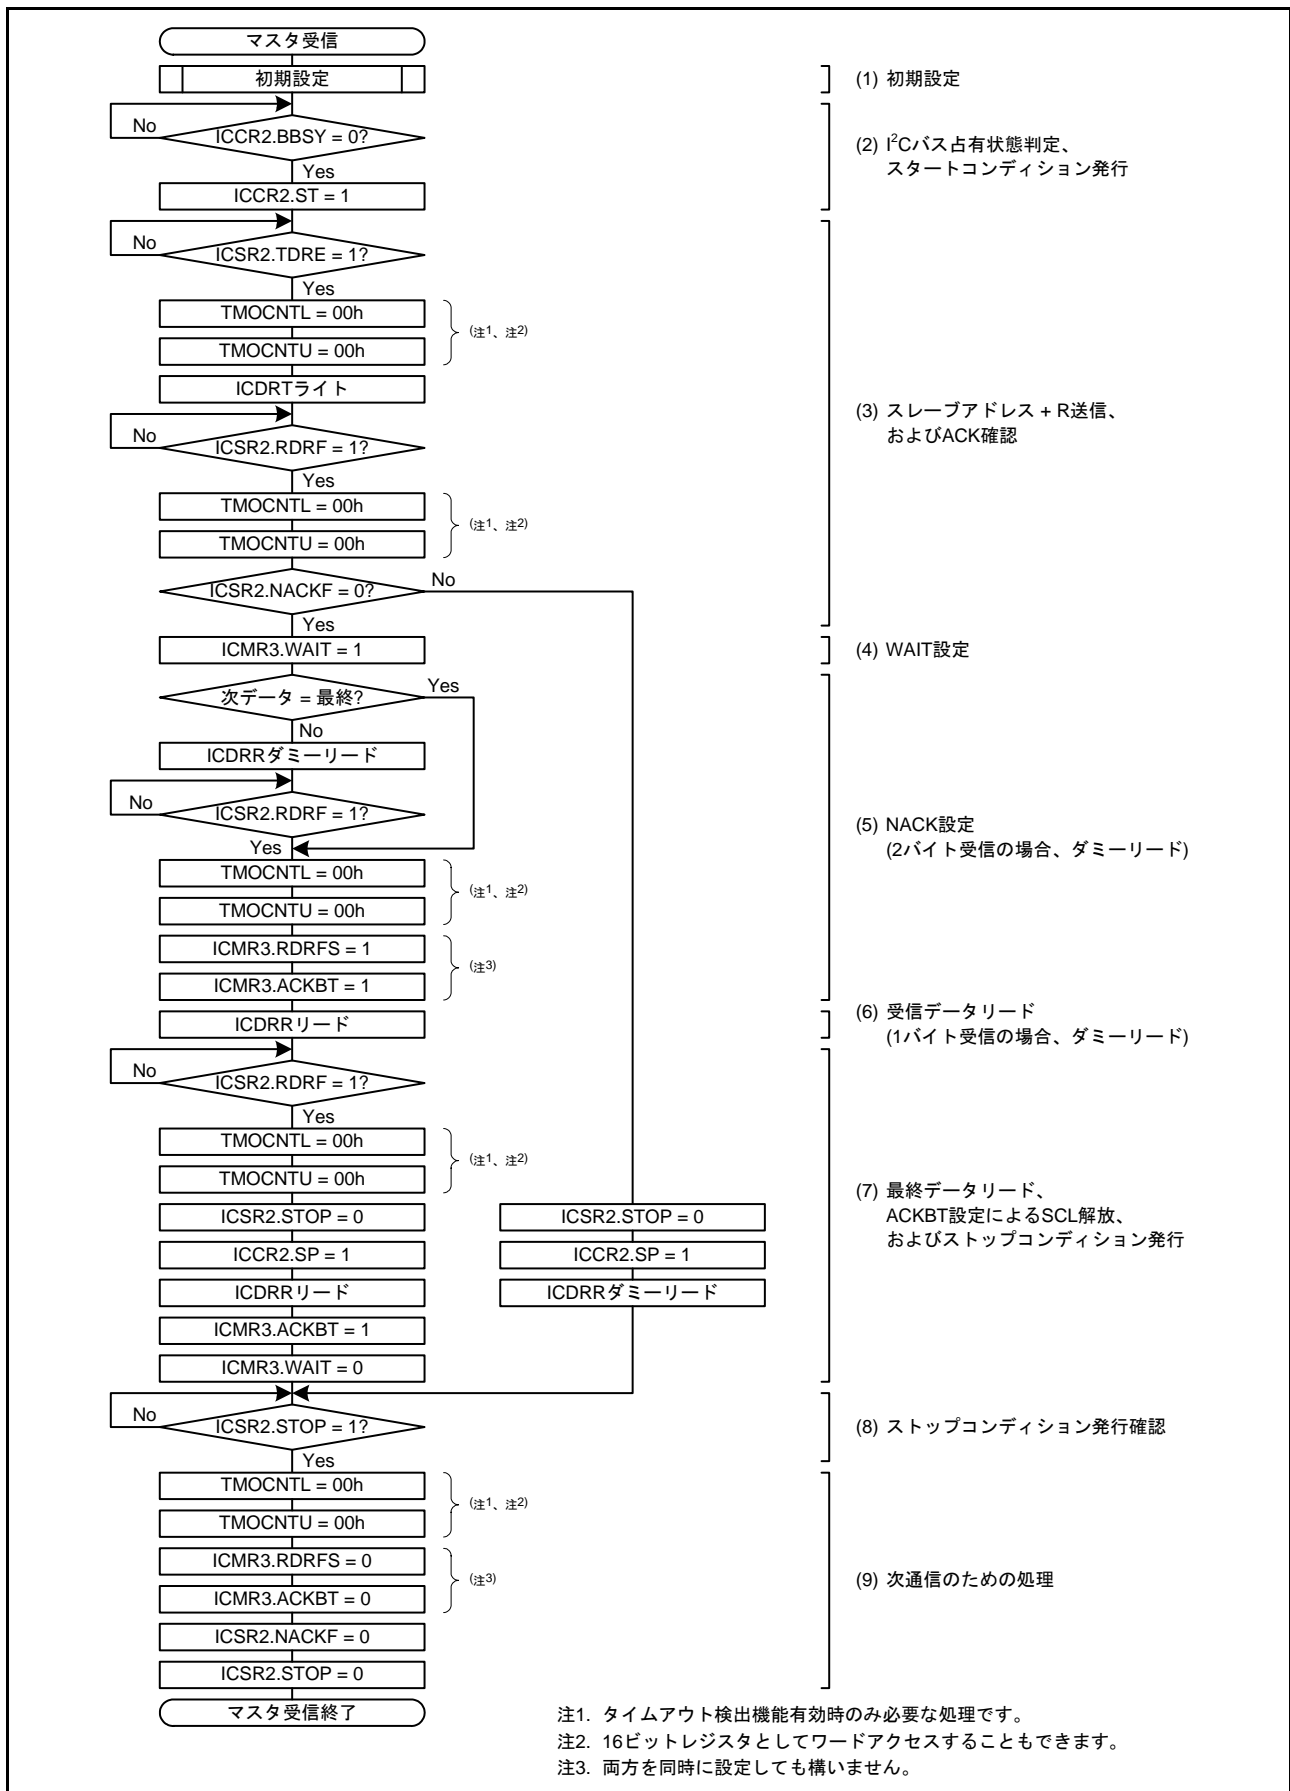 マスタ受信
初期設定
(1) 初期設定
No
ICCR2.BBSY = 0?
Yes
ICCR2.ST = 1
(2) I²Cバス占有状態判定、
スタートコンディション発行
No
ICSR2.TDRE = 1?
Yes
TMOCNTL = 00h
TMOCNTU = 00h
(注1、注2)
ICDRTライト
No
ICSR2.RDRF = 1?
Yes
TMOCNTL = 00h
TMOCNTU = 00h
(注1、注2)
ICSR2.NACKF = 0?
No
Yes
(3) スレーブアドレス + R送信、
およびACK確認
ICMR3.WAIT = 1
(4) WAIT設定
次データ = 最終?
Yes
No
ICDRRダミーリード
No
ICSR2.RDRF = 1?
Yes
TMOCNTL = 00h
TMOCNTU = 00h
(注1、注2)
ICMR3.RDRFS = 1
ICMR3.ACKBT = 1
(注3)
(5) NACK設定
(2バイト受信の場合、ダミーリード)
ICDRRリード
(6) 受信データリード
(1バイト受信の場合、ダミーリード)
No
ICSR2.RDRF = 1?
Yes
TMOCNTL = 00h
TMOCNTU = 00h
(注1、注2)
ICSR2.STOP = 0
ICCR2.SP = 1
ICDRRリード
ICMR3.ACKBT = 1
ICMR3.WAIT = 0
ICSR2.STOP = 0
ICCR2.SP = 1
ICDRRダミーリード
(7) 最終データリード、
ACKBT設定によるSCL解放、
およびストップコンディション発行
No
ICSR2.STOP = 1?
Yes
(8) ストップコンディション発行確認
TMOCNTL = 00h
TMOCNTU = 00h
(注1、注2)
ICMR3.RDRFS = 0
ICMR3.ACKBT = 0
(注3)
ICSR2.NACKF = 0
ICSR2.STOP = 0
(9) 次通信のための処理
マスタ受信終了
注1. タイムアウト検出機能有効時のみ必要な処理です。
注2. 16ビットレジスタとしてワードアクセスすることもできます。
注3. 両方を同時に設定しても構いません。